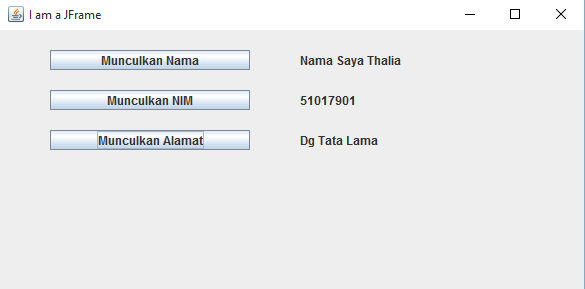 I am a JFrame
Munculkan Nama Nama Saya Thalia
Munculkan NIM 51017901
Munculkan Alamat Dg Tata Lama